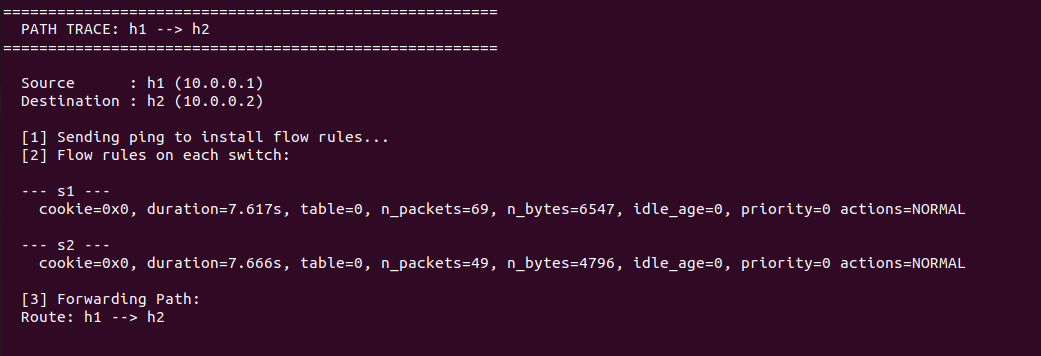 =======================================================
PATH TRACE: h1 --> h2
=======================================================
Source      : h1 (10.0.0.1)
Destination : h2 (10.0.0.2)
[1] Sending ping to install flow rules...
[2] Flow rules on each switch:
--- s1 ---
cookie=0x0, duration=7.617s, table=0, n_packets=69, n_bytes=6547, idle_age=0, priority=0 actions=NORMAL
--- s2 ---
cookie=0x0, duration=7.666s, table=0, n_packets=49, n_bytes=4796, idle_age=0, priority=0 actions=NORMAL
[3] Forwarding Path:
Route: h1 --> h2